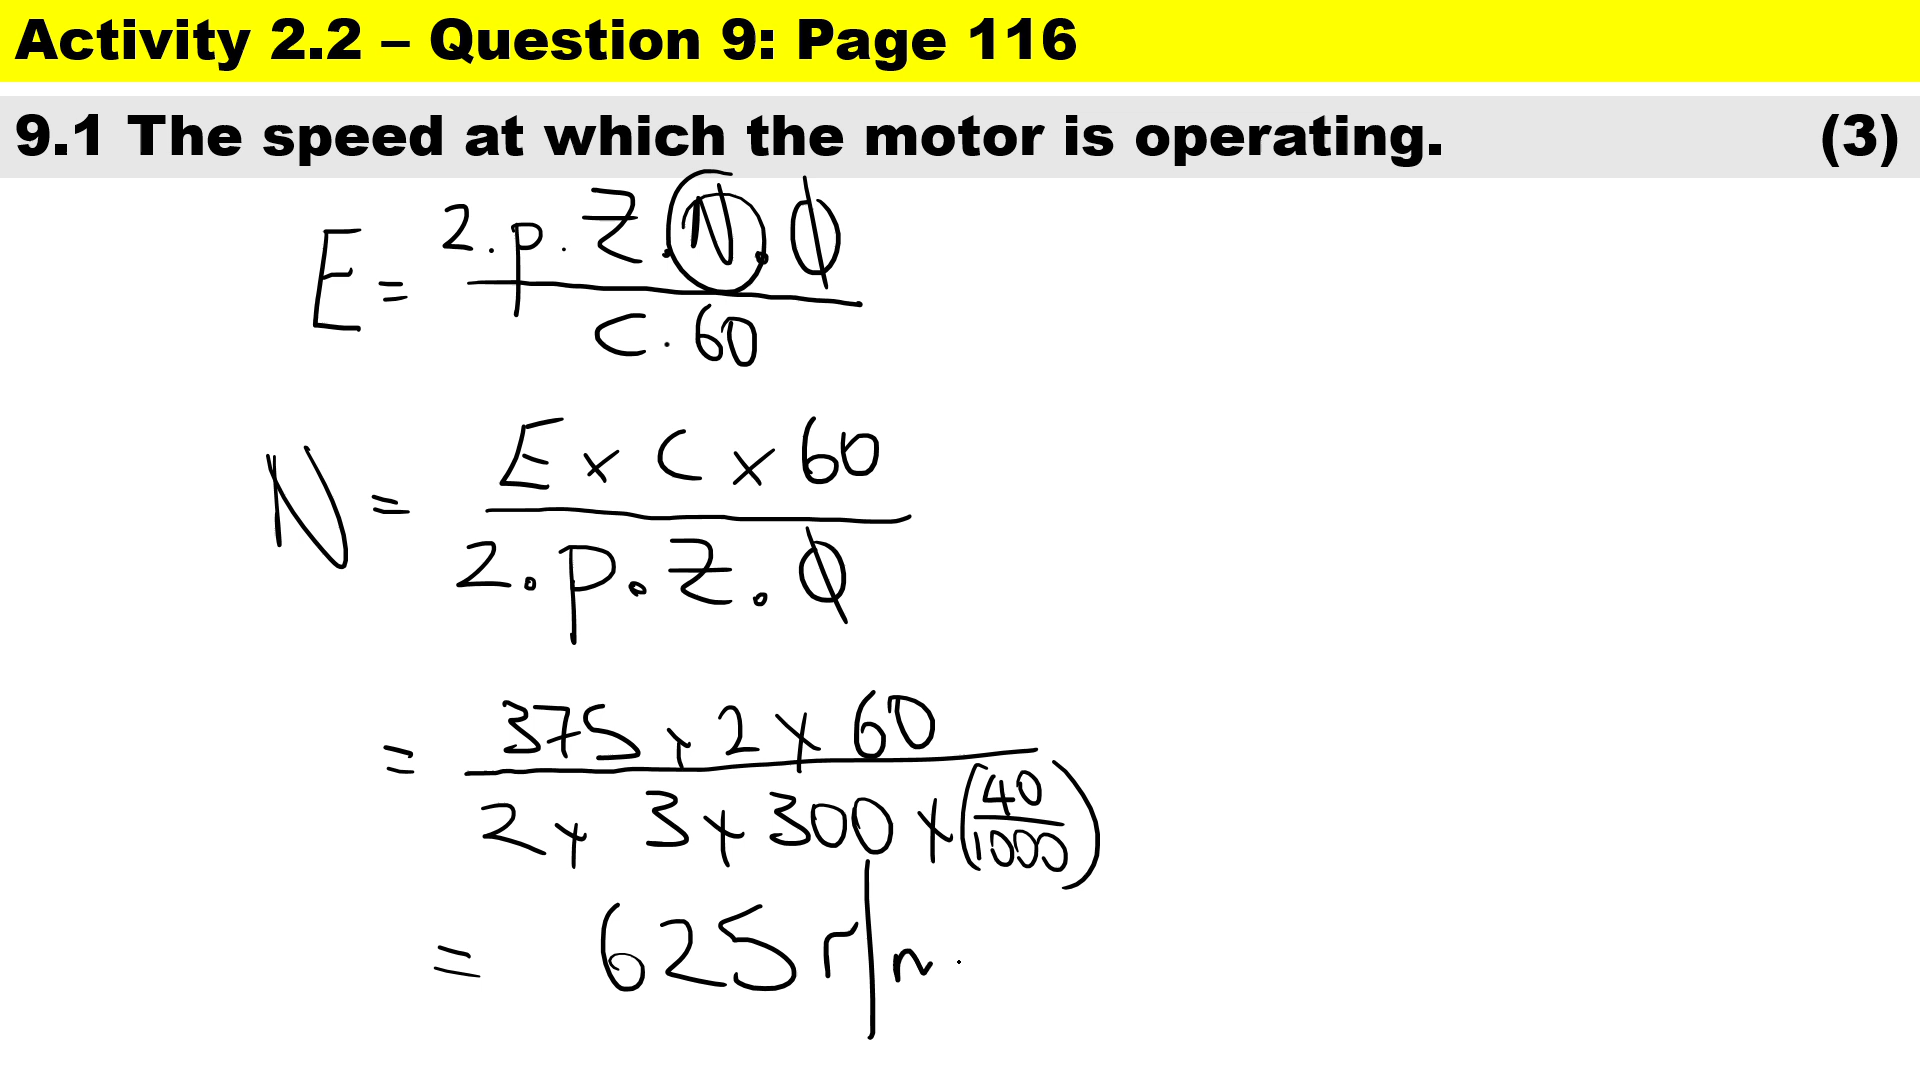 Activity 2.2 – Question 9: Page 116
9.1 The speed at which the motor is operating. (3)
E = 2.p.Z.N.Φ
C.60
N = E x C x 60
2.p.Z.Φ
= 375 x 2 x 60
2 x 3 x 300 x (40/1000)
= 625 r/n.